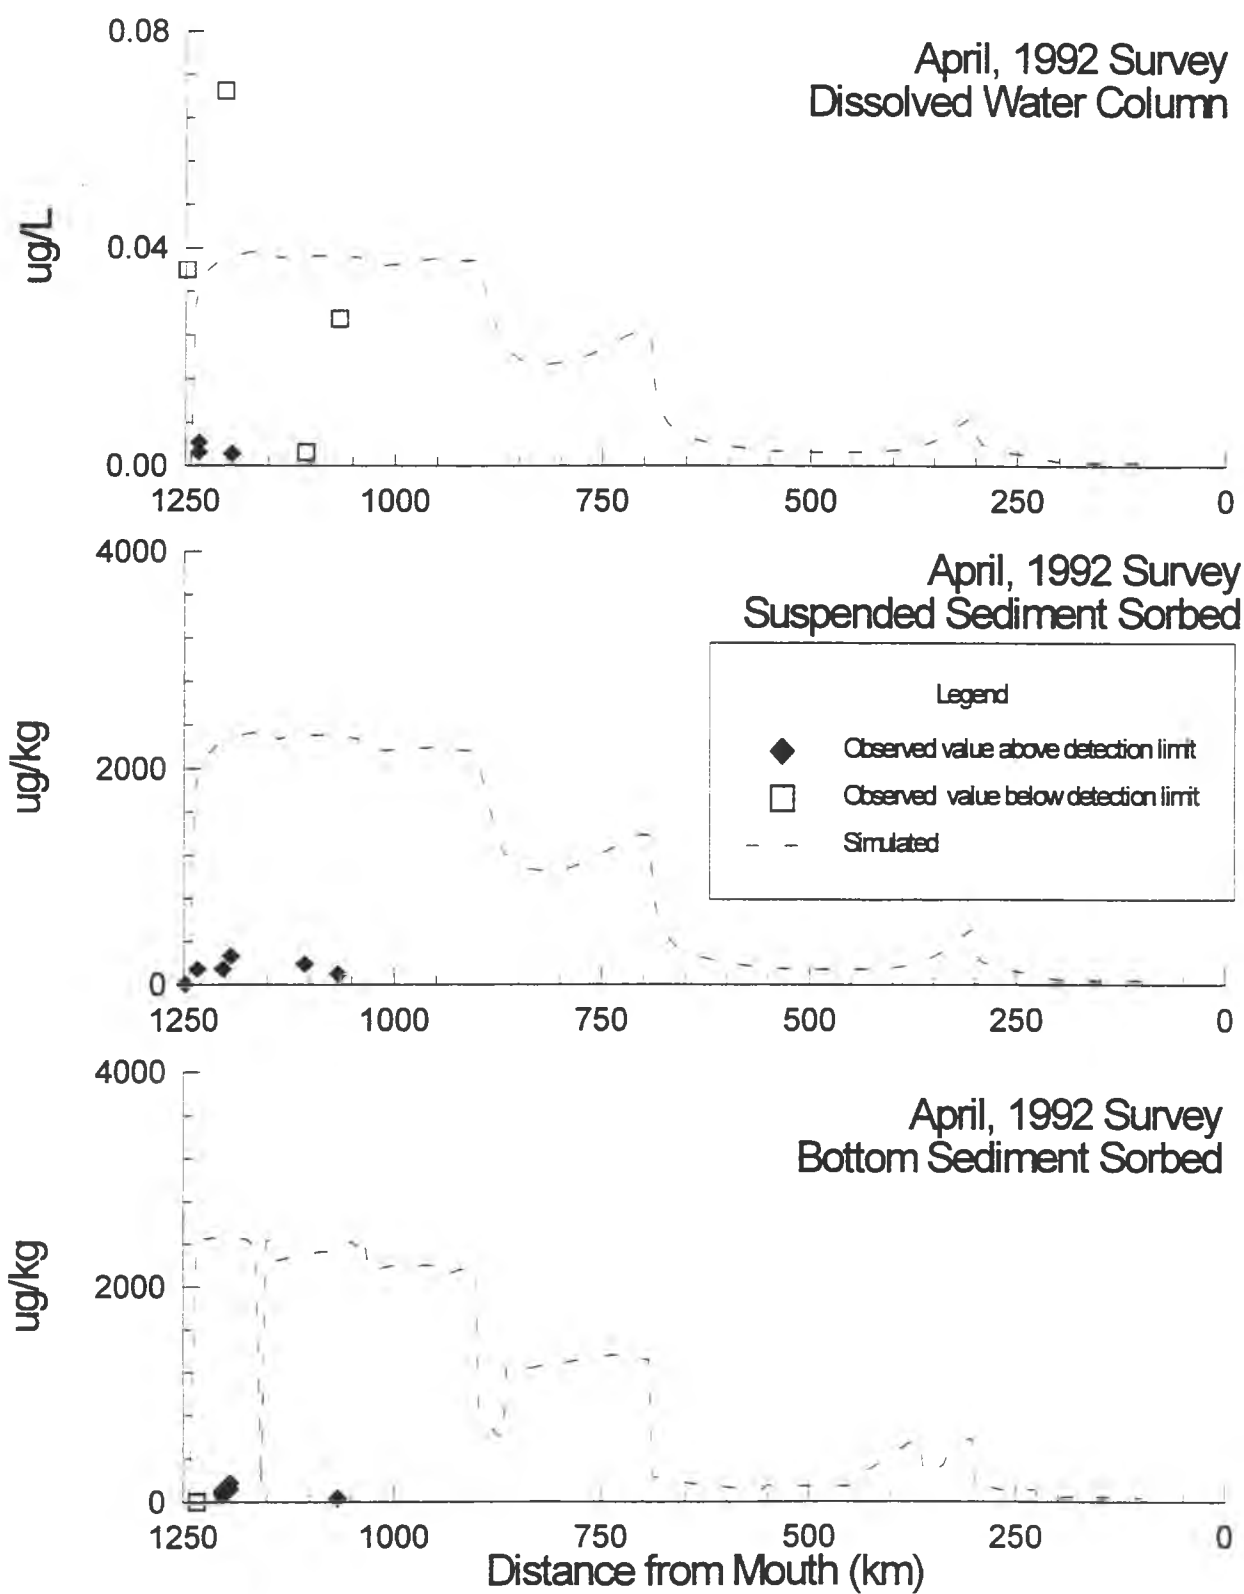 April, 1992 Survey
Dissolved Water Column
ug/L
0.08
0.04
0.00
1250 1000 750 500 250 0
April, 1992 Survey
Suspended Sediment Sorbed
ug/kg
4000
2000
0
Legend
Observed value above detection limit
Observed value below detection limit
Simulated
1250 1000 750 500 250 0
April, 1992 Survey
Bottom Sediment Sorbed
ug/kg
4000
2000
0
1250 1000 750 500 250 0
Distance from Mouth (km)